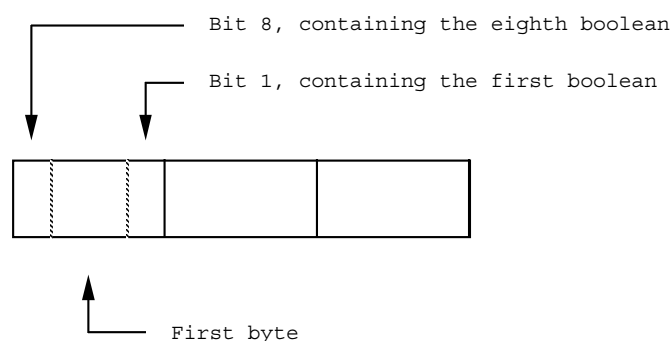 Bit 8, containing the eighth boolean
Bit 1, containing the first boolean
First byte